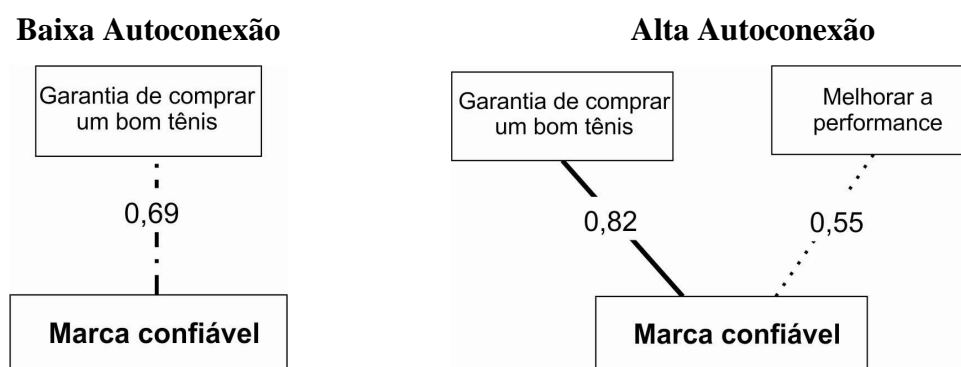 Baixa Autoconexão
Garantia de comprar
um bom tênis
0,69
Marca confiável
Alta Autoconexão
Garantia de comprar
um bom tênis
Melhorar a
performance
0,82
0,55
Marca confiável